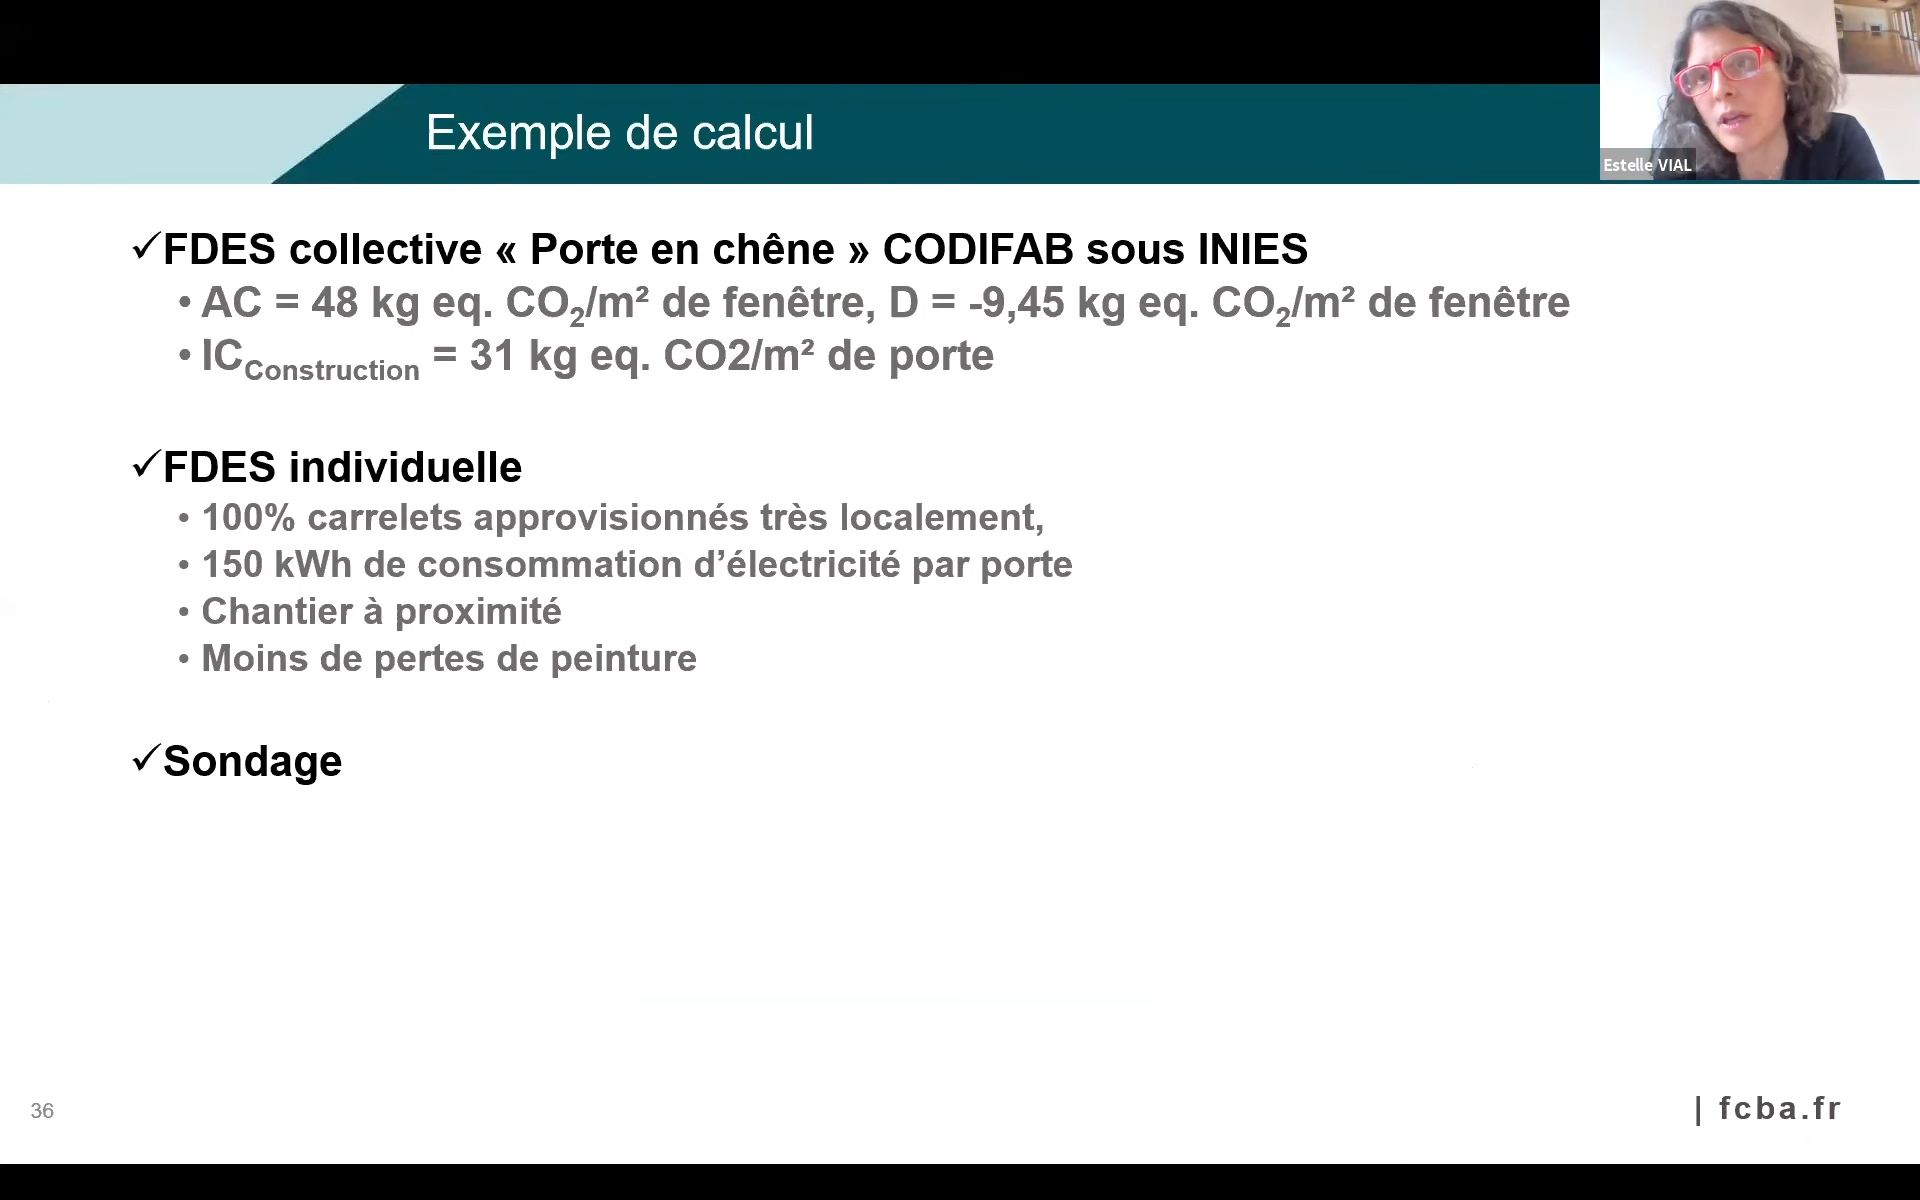 Exemple de calcul
Estelle VIAL
✓FDES collective « Porte en chêne » CODIFAB sous INIES
• AC = 48 kg eq. CO₂/m² de fenêtre, D = -9,45 kg eq. CO₂/m² de fenêtre
• IC Construction = 31 kg eq. CO2/m² de porte
✓FDES individuelle
• 100% carrelets approvisionnés très localement,
• 150 kWh de consommation d’électricité par porte
• Chantier à proximité
• Moins de pertes de peinture
✓Sondage
36
| fcba.fr